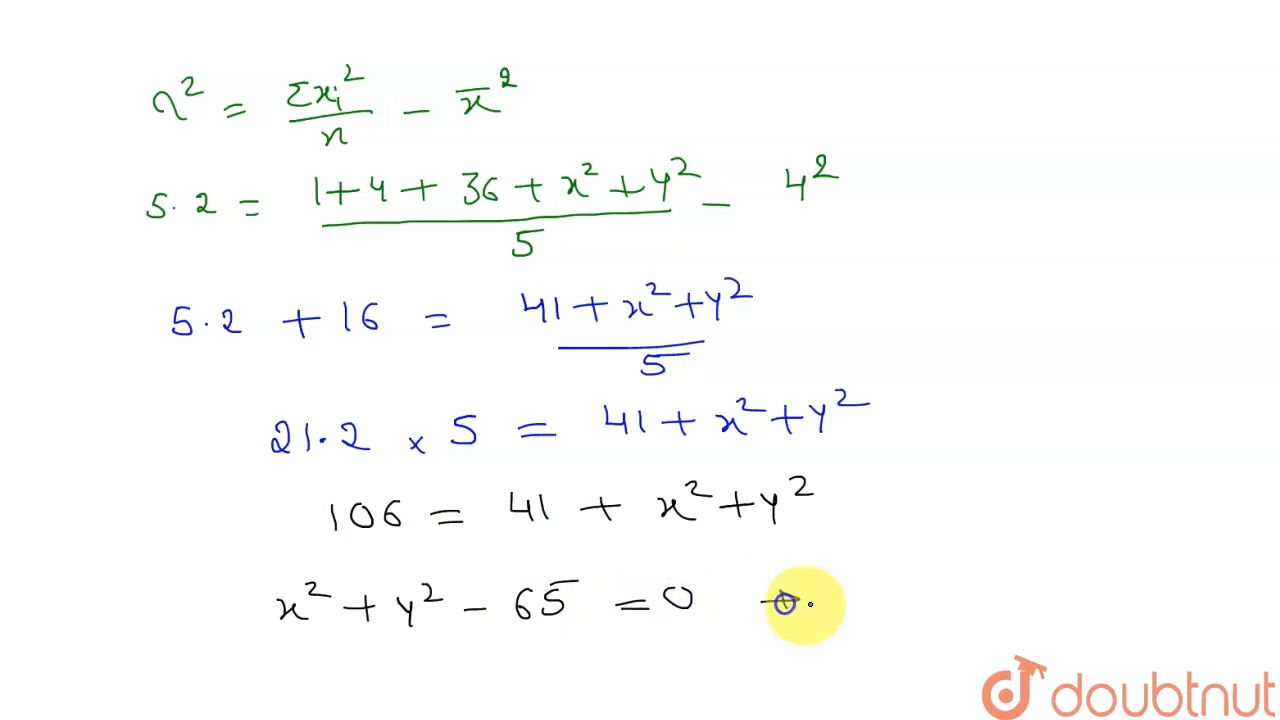 σ² = Σxᵢ²/n - x̄²
5.2 = (1+4+36+x²+y²)/5 - 4²
5.2 + 16 = (41+x²+y²)/5
21.2 × 5 = 41+x²+y²
106 = 41 + x²+y²
x² + y² - 65 = 0
doubtnut